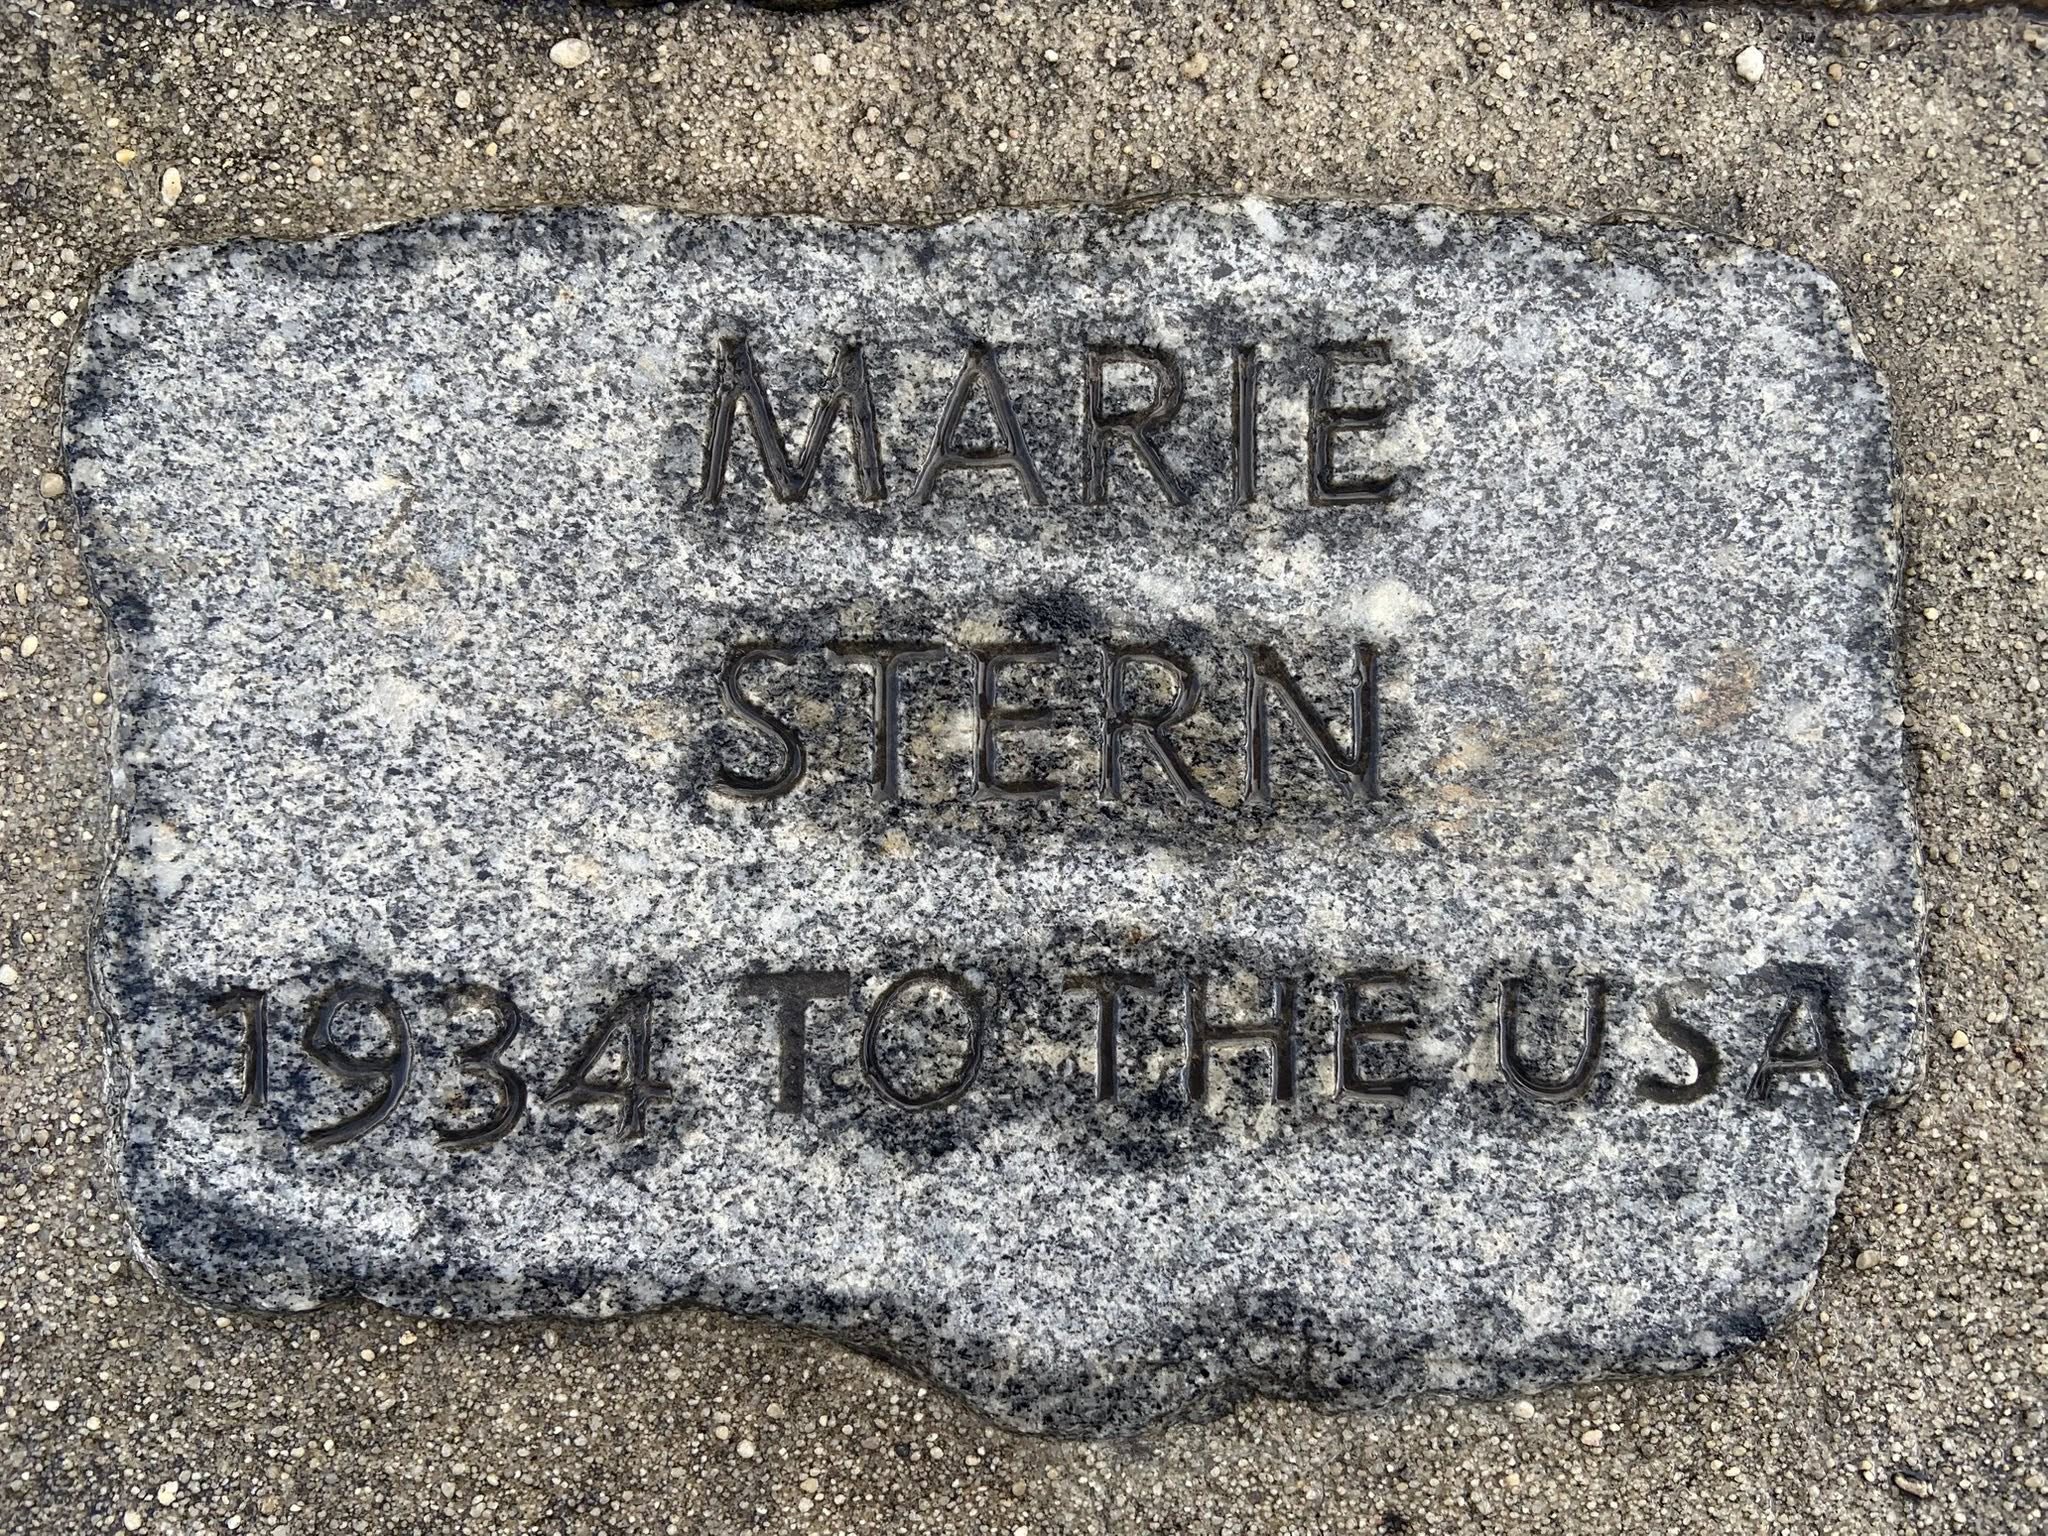 MARIE
STERN
1934 TO THE USA